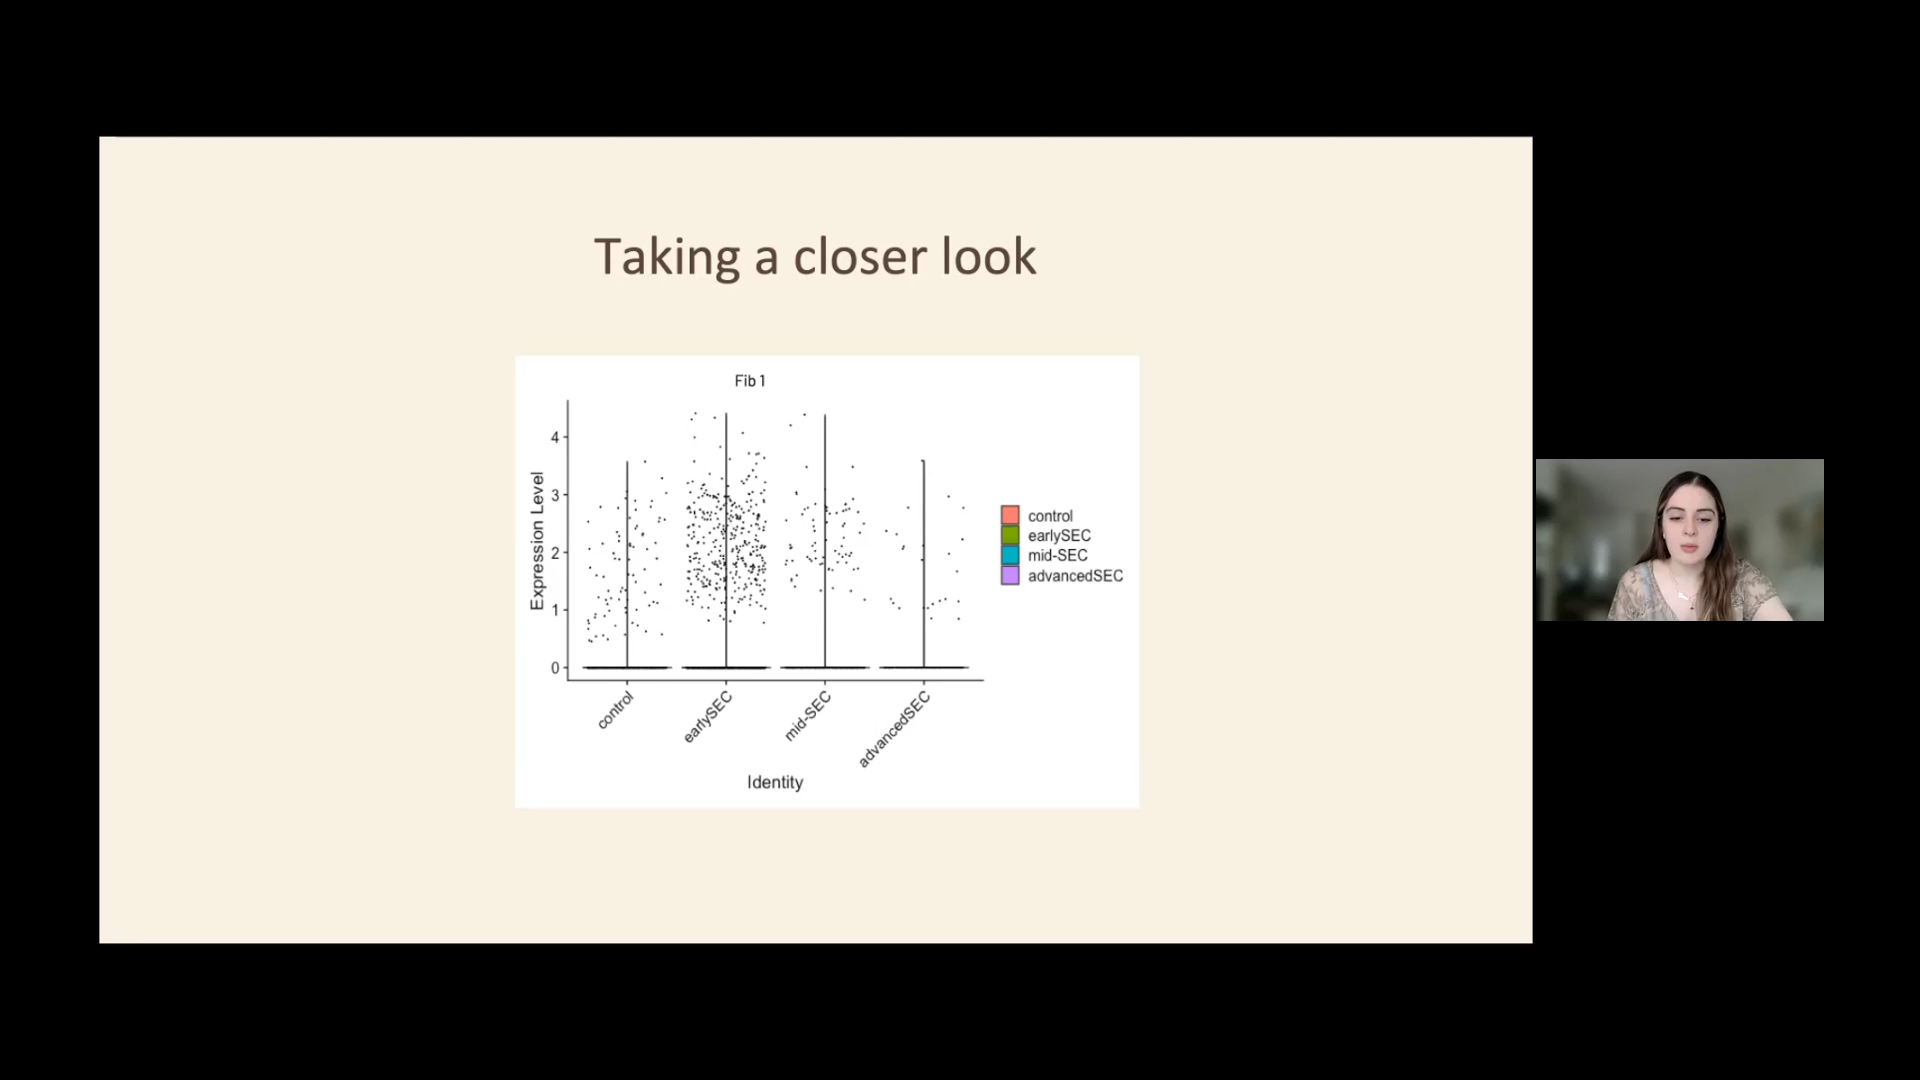 Taking a closer look
Fib 1
Expression Level
4
3
2
1
0
control
earlySEC
mid-SEC
advancedSEC
Identity
control
earlySEC
mid-SEC
advancedSEC